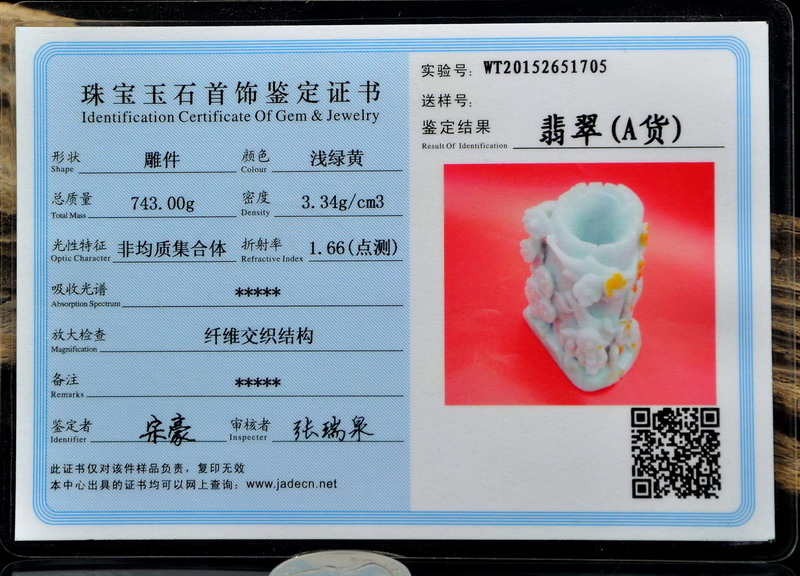 珠宝玉石首饰鉴定证书
Identification Certificate Of Gem & Jewelry
形状 雕件 颜色 浅绿黄
Shape Colour
总质量 743.00g 密度 3.34g/cm3
Total Mass Density
光性特征 非均质集合体 折射率 1.66(点测)
Optic Character Refractive Index
吸收光谱 *****
Absorption Spectrum
放大检查 纤维交织结构
Magnification
备注 *****
Remarks
鉴定者 宋豪 审核者 张瑞泉
Identifier Inspecter
此证书仅对该件样品负责，复印无效
本中心出具的证书均可以网上查询：www.jadecn.net
实验号: WT20152651705
送样号:
鉴定结果 翡翠(A货)
Result Of Identification